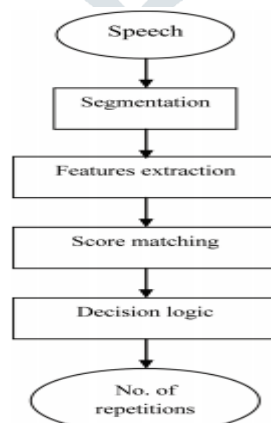 Speech
Segmentation
Features extraction
Score matching
Decision logic
No. of
repetitions